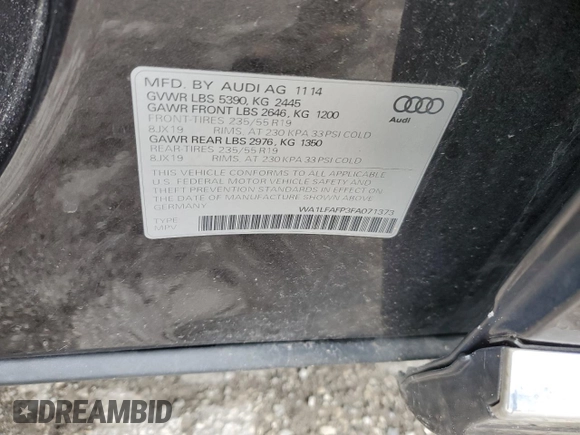 MFD. BY AUDI AG 11 14
GVWR LBS 5390, KG 2445
GAWR FRONT LBS 2646, KG 1200
FRONT-TIRES 235/55 R19
8JX19 RIMS, AT 230 KPA 33 PSI COLD
GAWR REAR LBS 2976, KG 1350
REAR-TIRES 235/55 R19
8JX19 RIMS, AT 230 KPA 33 PSI COLD
Audi
THIS VEHICLE CONFORMS TO ALL APPLICABLE
U.S. FEDERAL MOTOR VEHICLE SAFETY AND
THEFT PREVENTION STANDARDS IN EFFECT ON
THE DATE OF MANUFACTURE SHOWN ABOVE
GERMANY
WA1LFAFP3FA071373
TYPE:
MPV
DREAMBID